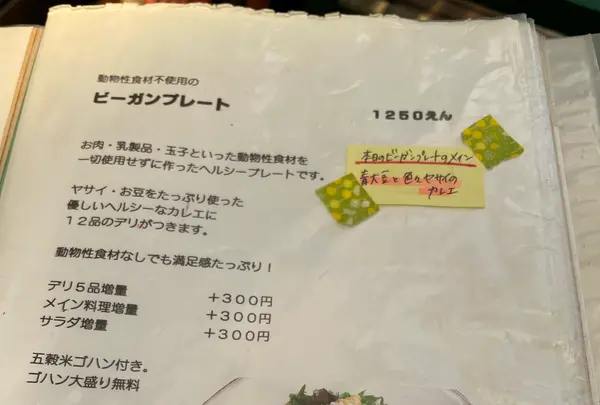 動物性食材不使用の
ビーガンプレート
1250えん
お肉・乳製品・玉子といった動物性食材を
一切使用せずに作ったヘルシープレートです。
本日のビーガンプレートのメイン
青大豆と色々ヤサイの
カレエ
ヤサイ・お豆をたっぷり使った
優しいヘルシーなカレエに
12品のデリがつきます。
動物性食材なしでも満足感たっぷり！
デリ5品増量 +300円
メイン料理増量 +300円
サラダ増量 +300円
五穀米ゴハン付き。
ゴハン大盛り無料